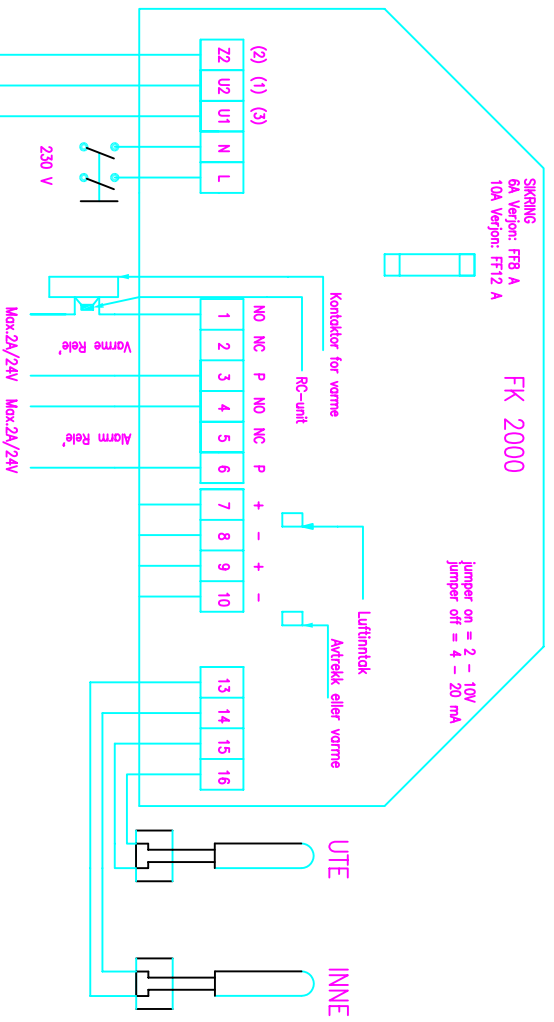 SIKRING
6A Verjon: FF8 A
10A Verjon: FF12 A
FK 2000
jumper on = 2 – 10V
jumper off = 4 – 20 mA
Kontaktor for varme
RC-unit
Luftinntak
Avtrekk eller varme
(2) (1) (3)
Z2 U2 U1 N L
NO NC P NO NC P + – + –
1 2 3 4 5 6 7 8 9 10
13 14 15 16
230 V
Varme Rele'
Alarm Rele'
Max.2A/24V Max.2A/24V
UTE
INNE